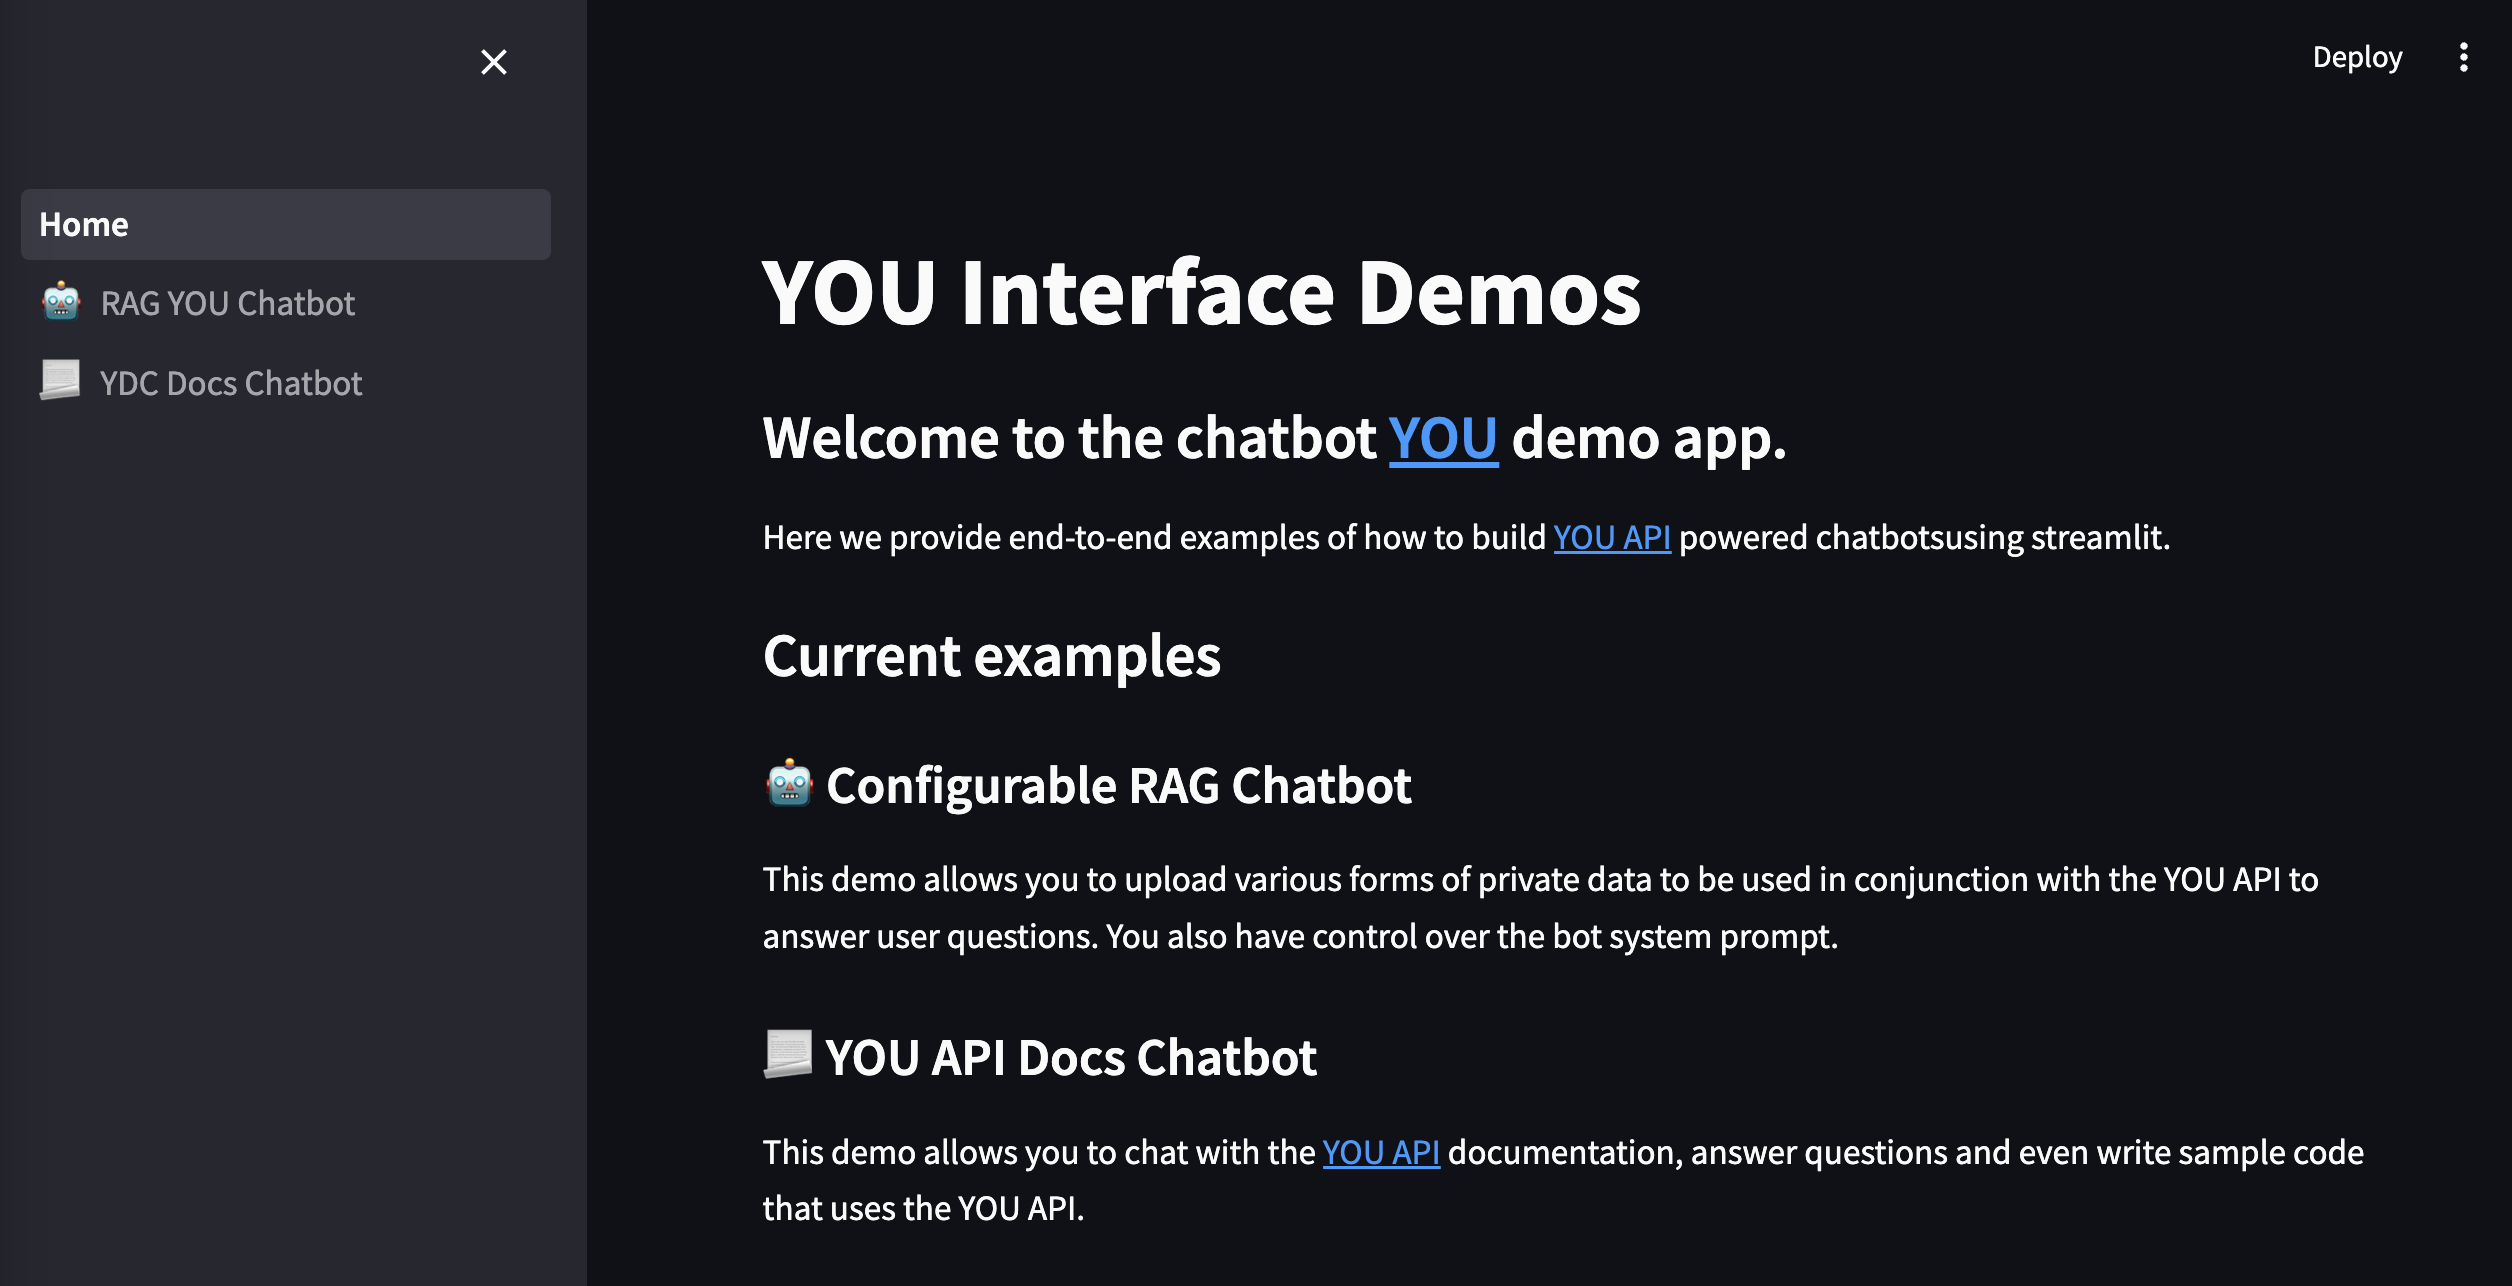 Deploy
Home
RAG YOU Chatbot
YDC Docs Chatbot
YOU Interface Demos
Welcome to the chatbot YOU demo app.
Here we provide end-to-end examples of how to build YOU API powered chatbotsusing streamlit.
Current examples
Configurable RAG Chatbot
This demo allows you to upload various forms of private data to be used in conjunction with the YOU API to
answer user questions. You also have control over the bot system prompt.
YOU API Docs Chatbot
This demo allows you to chat with the YOU API documentation, answer questions and even write sample code
that uses the YOU API.